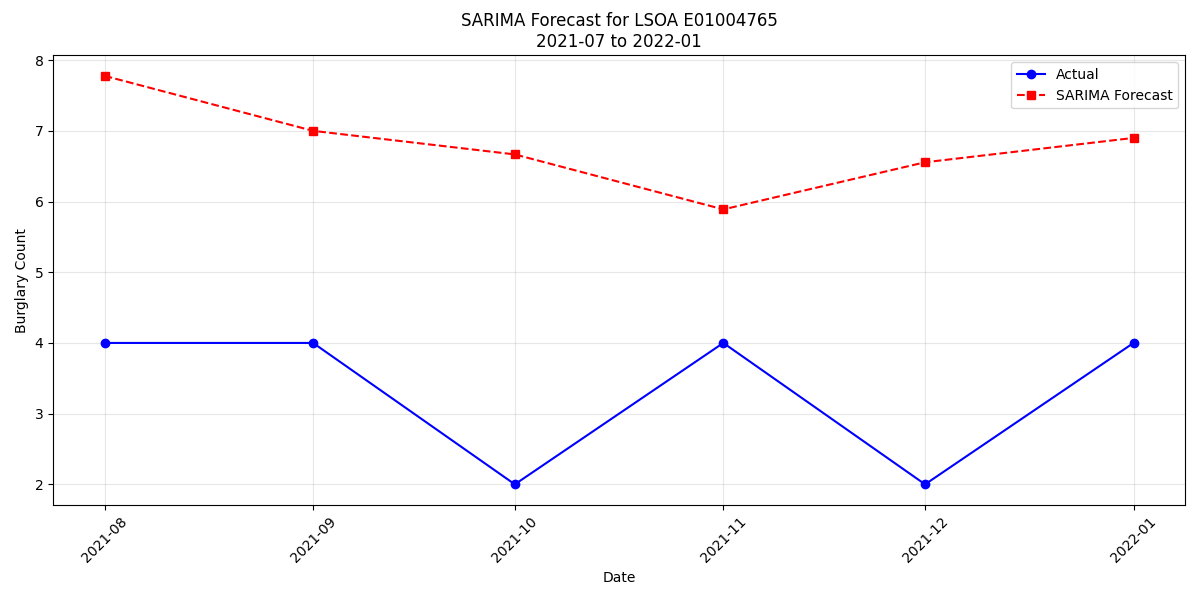 SARIMA Forecast for LSOA E01004765
2021-07 to 2022-01
Actual
SARIMA Forecast
Burglary Count
8
7
6
5
4
3
2
2021-08
2021-09
2021-10
2021-11
2021-12
2022-01
Date